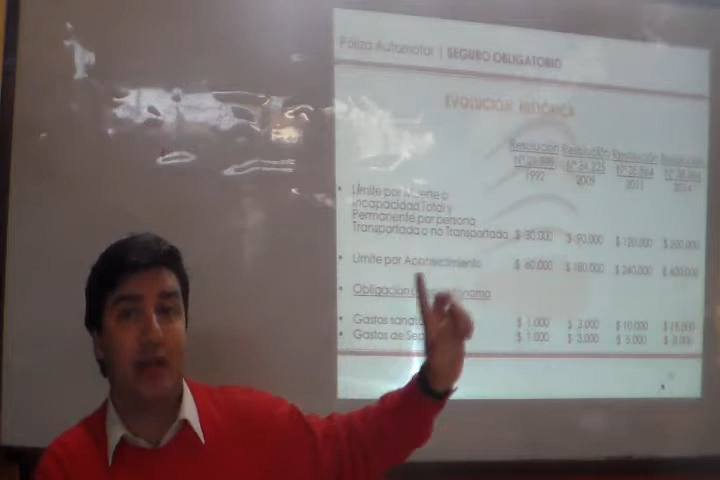 Póliza Automotor | SEGURO OBLIGATORIO
EVOLUCIÓN HISTÓRICA
Resolución Resolución Resolución Resolución
1992 2009 2011 2014
• Límite por Muerte o
Incapacidad Total y
Permanente por persona
Transportada o no Transportada $ 30.000 $ 90.000 $ 120.000 $ 200.000
• Límite por Acontecimiento $ 60.000 $ 180.000 $ 240.000 $ 400.000
• Obligación
• Gastos $ 1.000 $ 3.000 $ 10.000 $ 15.000
• Gastos de $ 1.000 $ 3.000 $ 5.000 $ 8.000